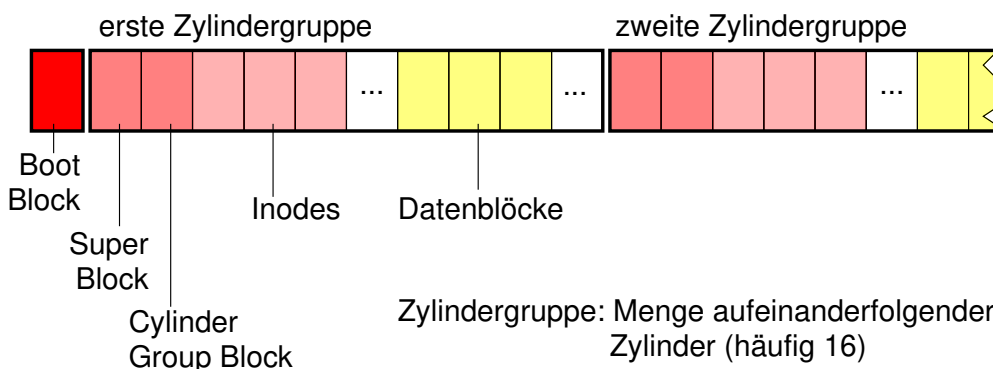 erste Zylindergruppe
zweite Zylindergruppe
...
...
...
Boot
Block
Inodes
Datenblöcke
Super
Block
Cylinder
Group Block
Zylindergruppe: Menge aufeinanderfolgender
Zylinder (häufig 16)